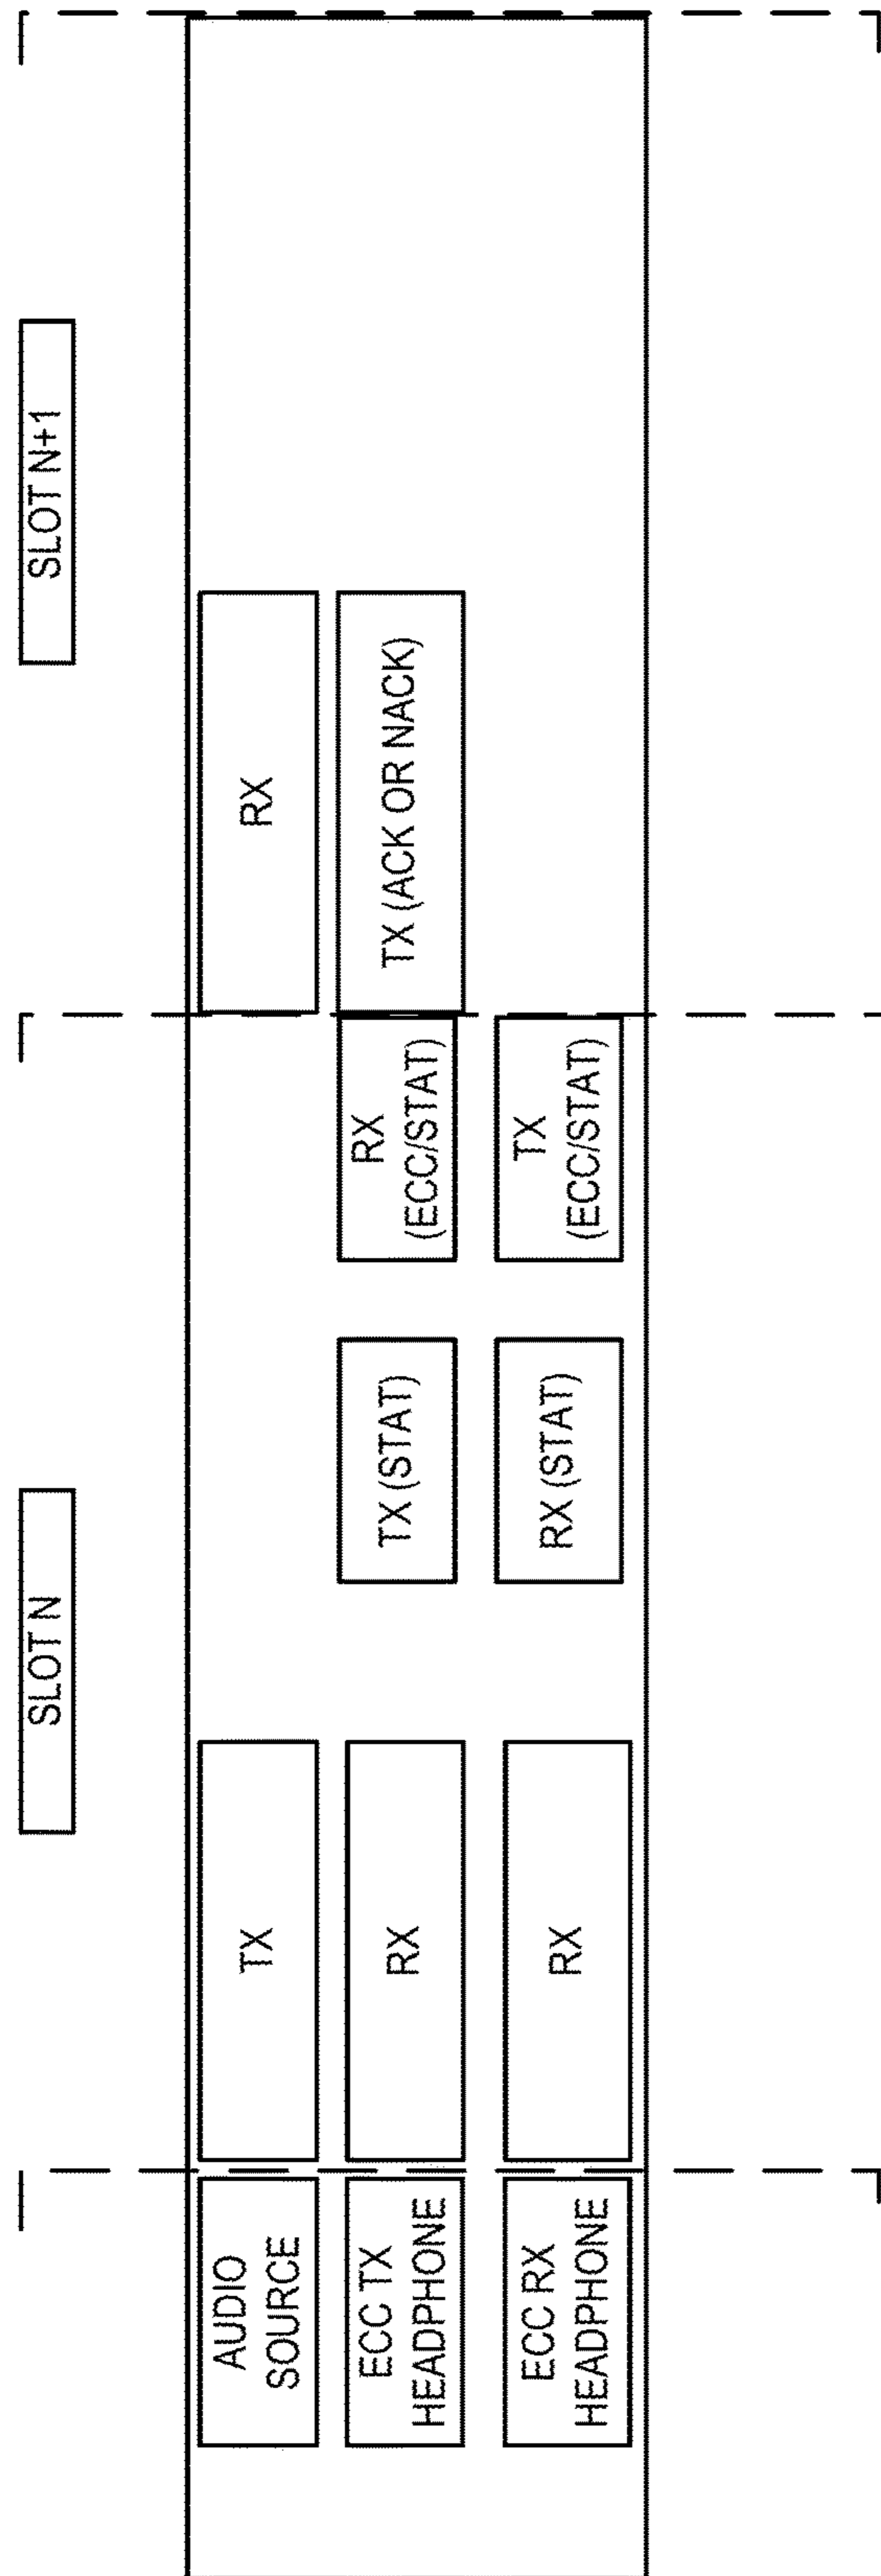 SLOT N
SLOT N+1
AUDIO
SOURCE
TX
RX
ECC TX
HEADPHONE
RX
TX (STAT)
RX
(ECC/STAT)
TX (ACK OR NACK)
ECC RX
HEADPHONE
RX
RX (STAT)
TX
(ECC/STAT)